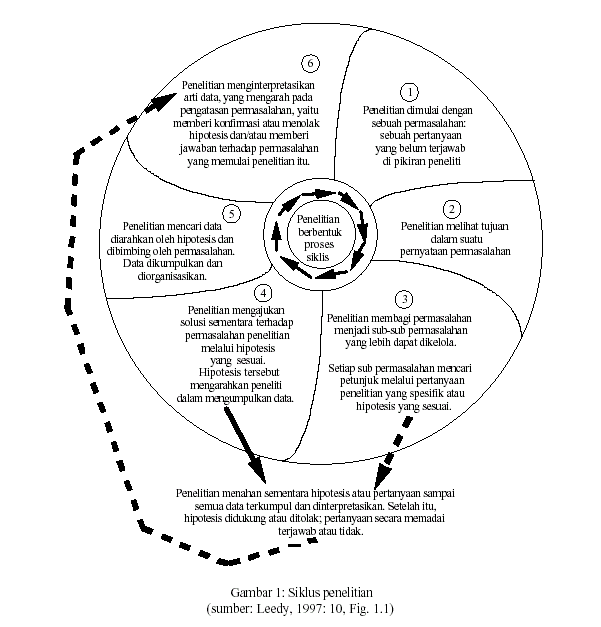 6
Penelitian menginterpretasikan
arti data, yang mengarah pada
pengatasan permasalahan, yaitu
memberi konfirmasi atau menolak
hipotesis dan/atau memberi
jawaban terhadap permasalahan
yang memulai penelitian itu.
1
Penelitian dimulai dengan
sebuah permasalahan:
sebuah pertanyaan
yang belum terjawab
di pikiran peneliti
5
Penelitian mencari data
diarahkan oleh hipotesis dan
dibimbing oleh permasalahan.
Data dikumpulkan dan
diorganisasikan.
Penelitian
berbentuk
proses
siklis
2
Penelitian melihat tujuan
dalam suatu
pernyataan permasalahan
4
Penelitian mengajukan
solusi sementara terhadap
permasalahan penelitian
melalui hipotesis
yang sesuai.
Hipotesis tersebut
mengarahkan peneliti
dalam mengumpulkan data.
3
Penelitian membagi permasalahan
menjadi sub-sub permasalahan
yang lebih dapat dikelola.
Setiap sub permasalahan mencari
petunjuk melalui pertanyaan
penelitian yang spesifik atau
hipotesis yang sesuai.
Penelitian menahan sementara hipotesis atau pertanyaan sampai
semua data terkumpul dan dinterpretasikan. Setelah itu,
hipotesis didukung atau ditolak; pertanyaan secara memadai
terjawab atau tidak.
Gambar 1: Siklus penelitian
(sumber: Leedy, 1997: 10, Fig. 1.1)